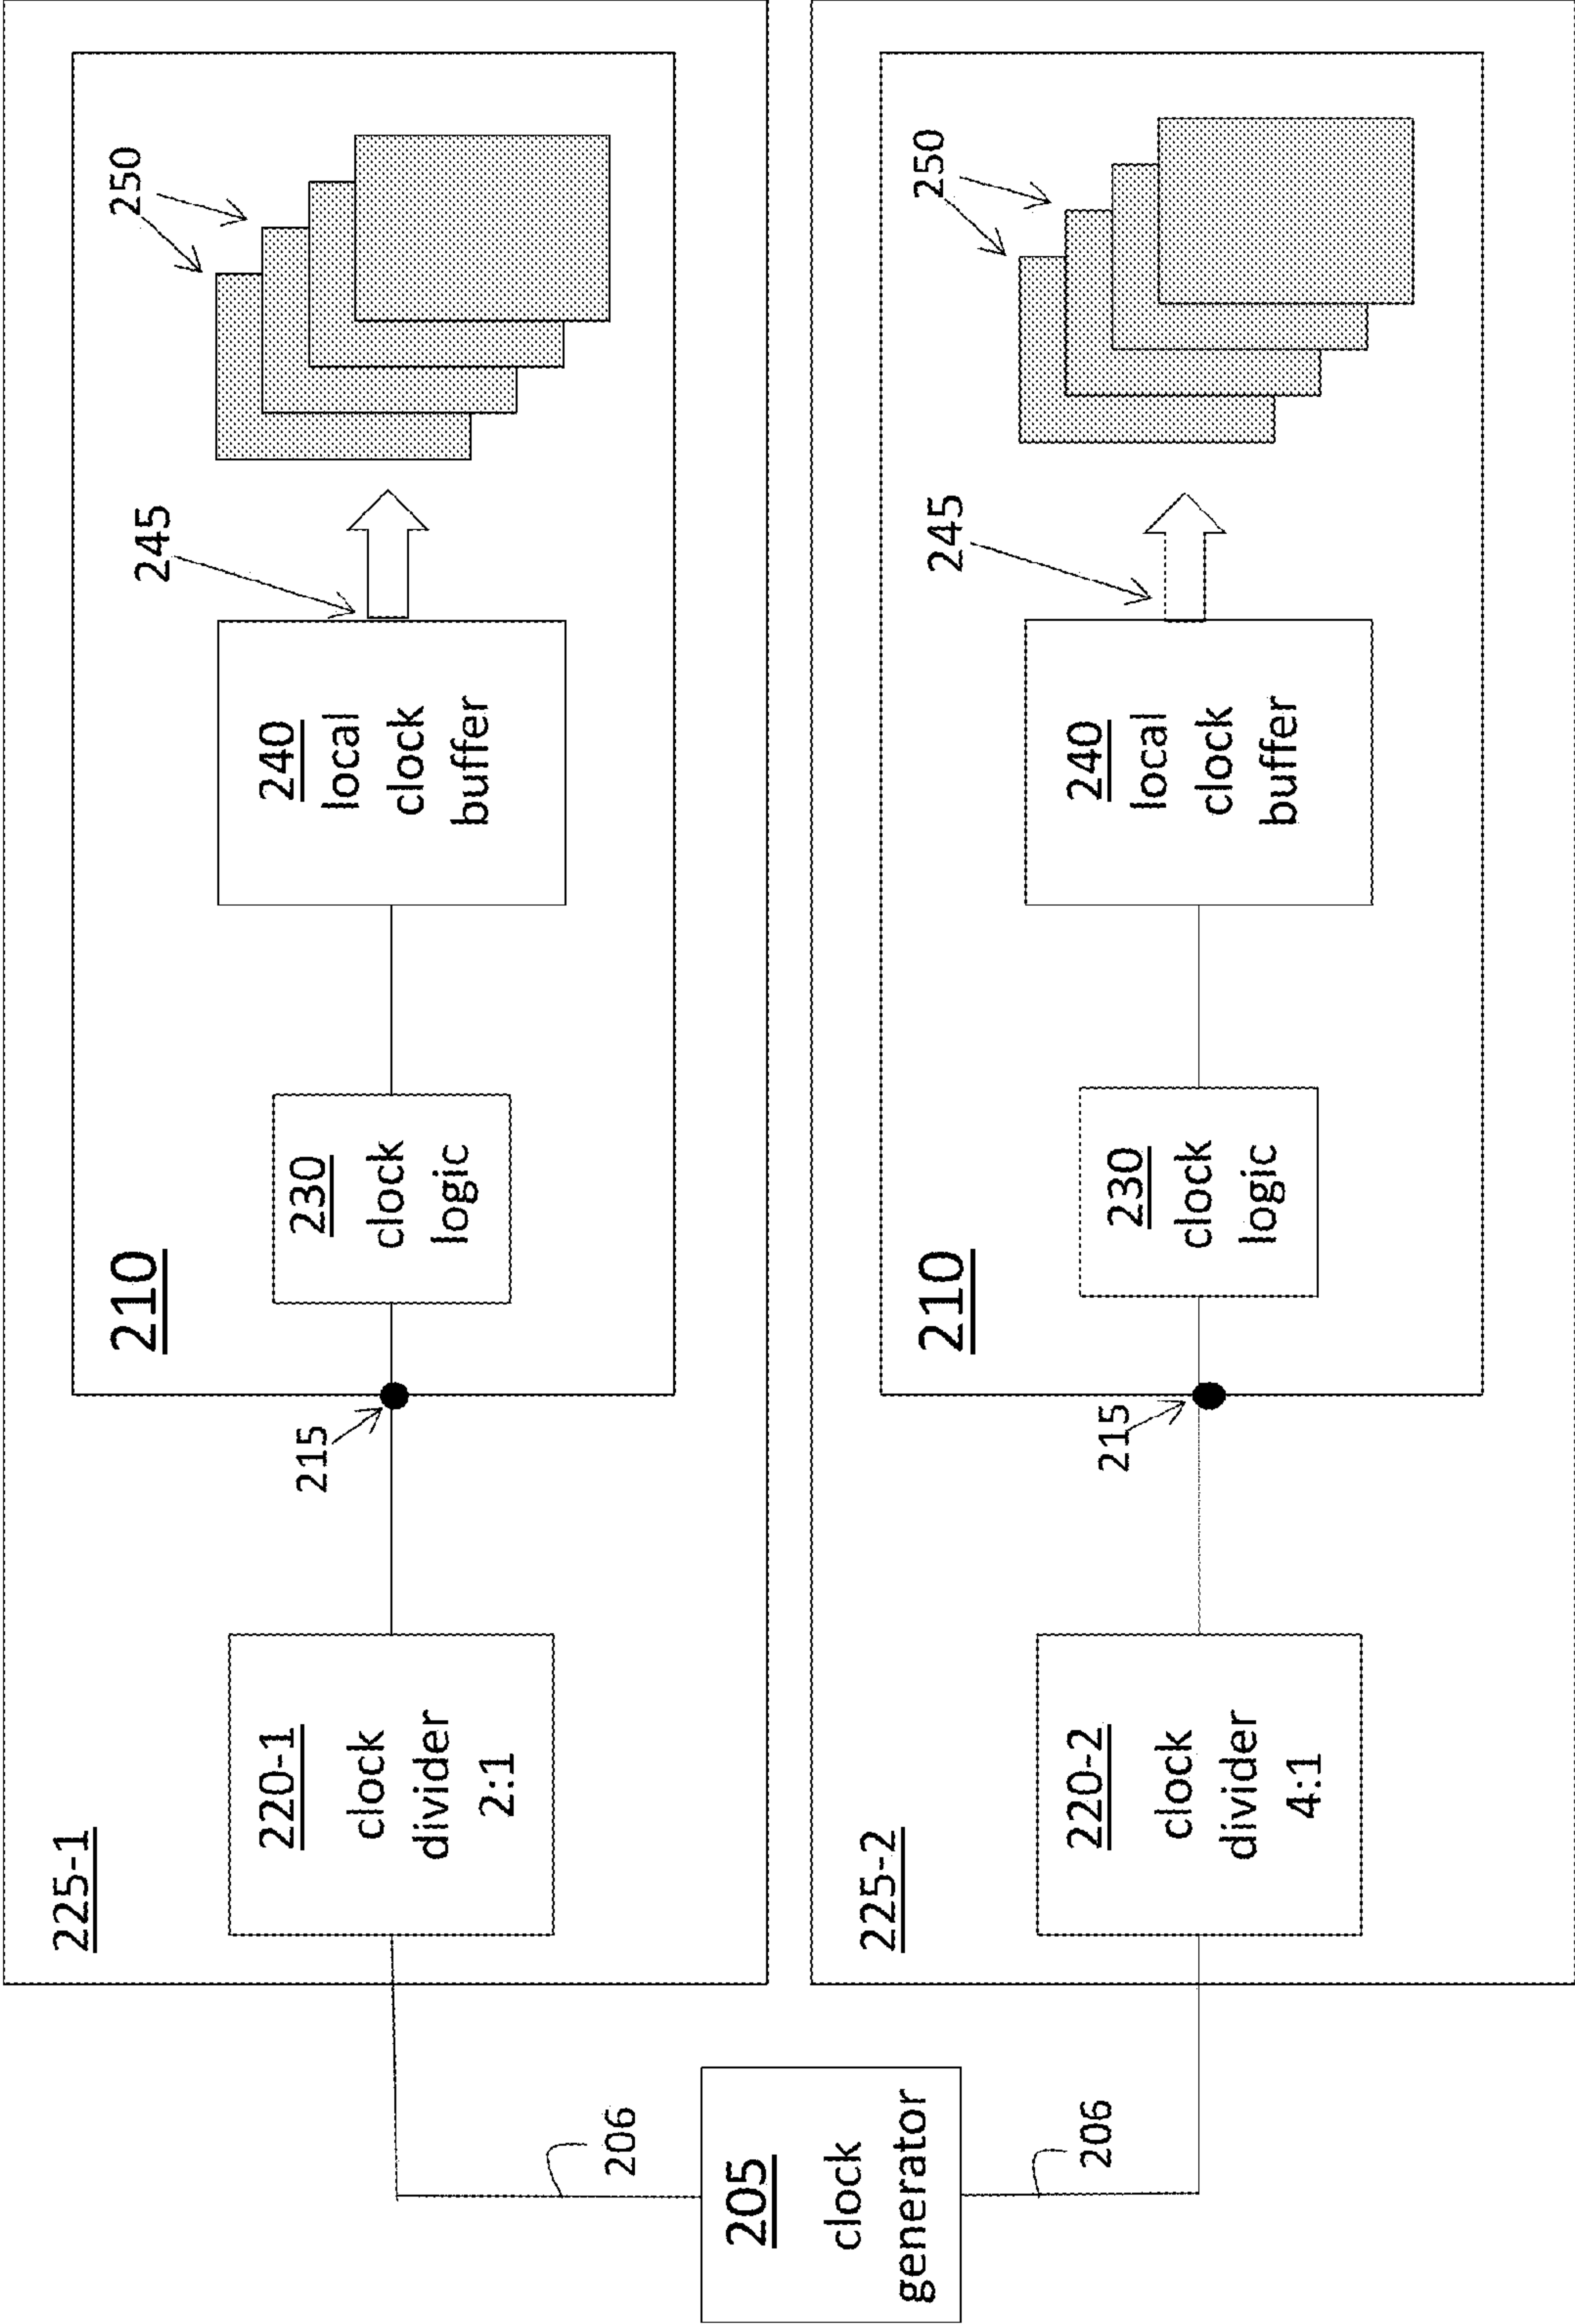 225-1
220-1
clock
divider
2:1
215
210
230
clock
logic
240
local
clock
buffer
245
250
206
205
clock
generator
206
225-2
220-2
clock
divider
4:1
215
210
230
clock
logic
240
local
clock
buffer
245
250